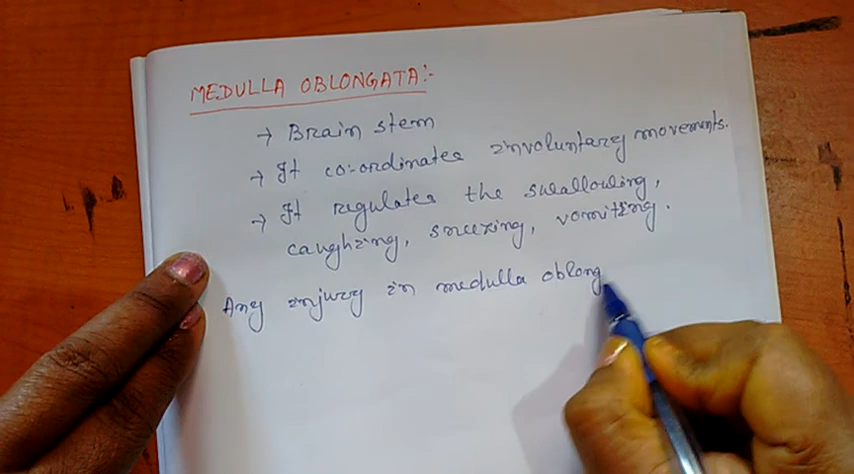 MEDULLA OBLONGATA:-
→ Brain stem
→ It co-ordinates involuntary movements.
→ It regulates the swallowing,
caughing, sneezing, vomiting.
Any injury in medulla oblong